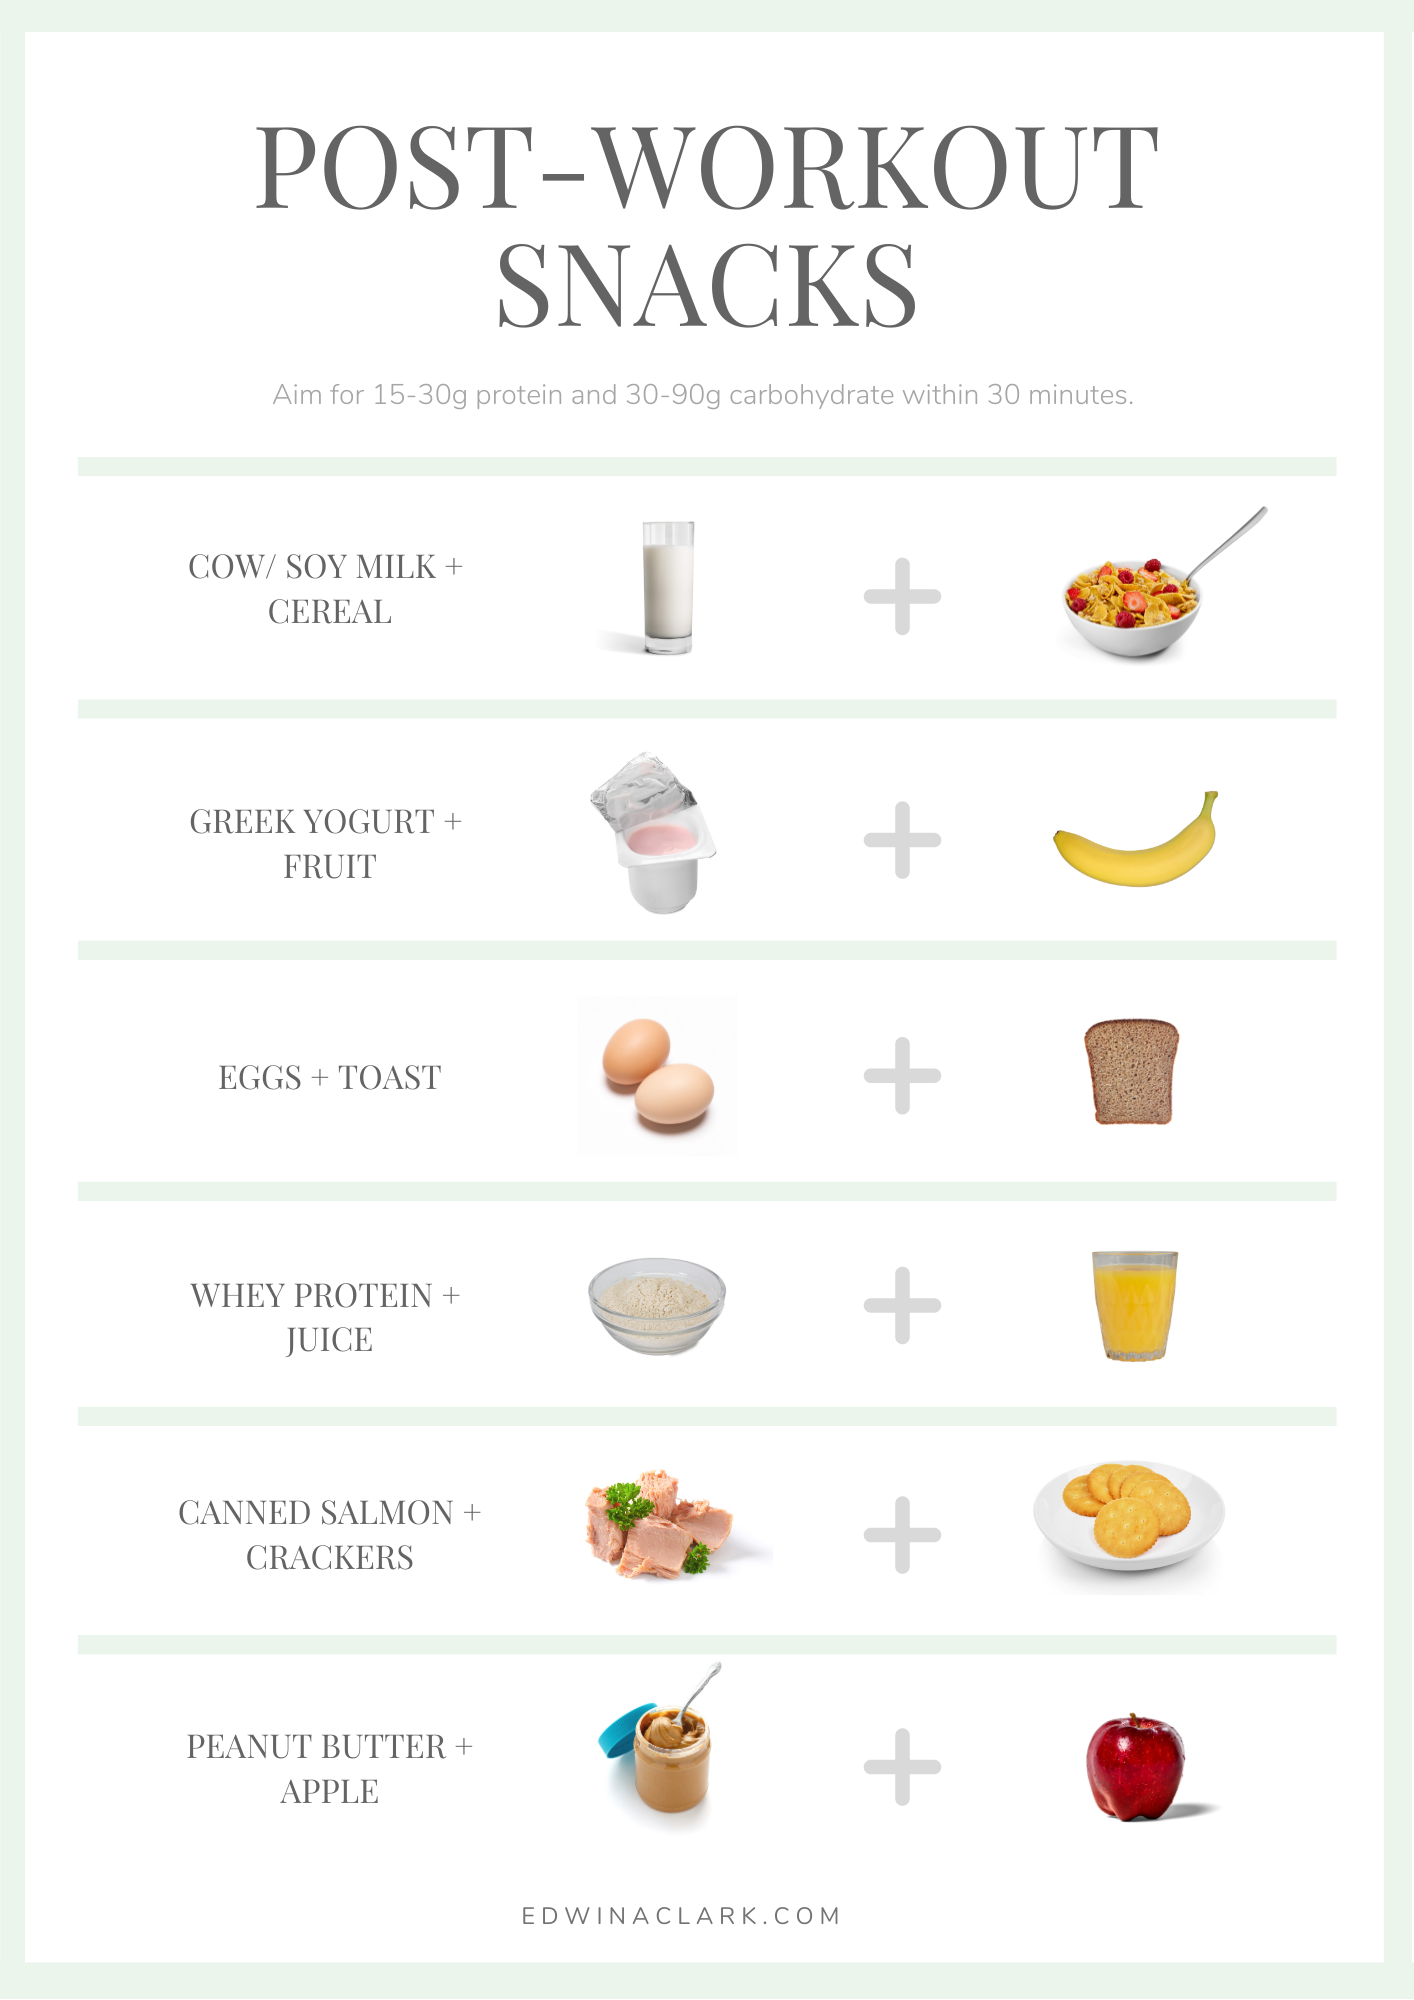 POST-WORKOUT
SNACKS
Aim for 15-30g protein and 30-90g carbohydrate within 30 minutes.
COW/ SOY MILK +
CEREAL
GREEK YOGURT +
FRUIT
EGGS + TOAST
WHEY PROTEIN +
JUICE
CANNED SALMON +
CRACKERS
PEANUT BUTTER +
APPLE
EDWINACLARK.COM